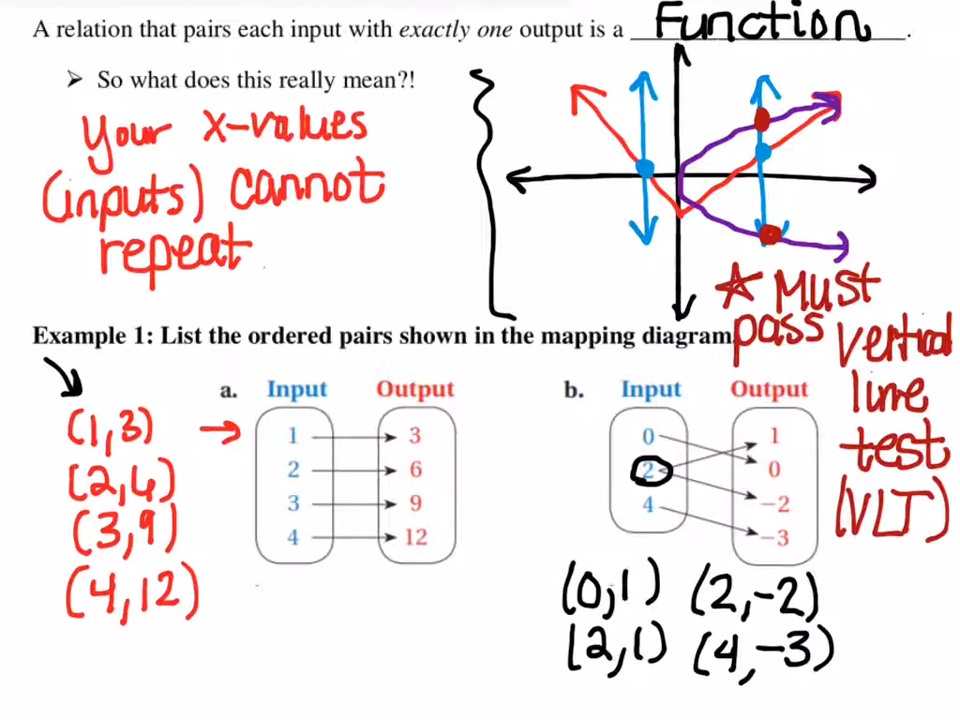 A relation that pairs each input with exactly one output is a Function.
➤ So what does this really mean?!
Your x-values
(inputs) cannot
repeat
★ Must
pass vertical
line
test
(VLT)
Example 1: List the ordered pairs shown in the mapping diagram.
a. Input Output
1 3
2 6
3 9
4 12
(1,3)
(2,6)
(3,9)
(4,12)
b. Input Output
0 1
2 0
4 -2
-3
(0,1) (2,-2)
(2,1) (4,-3)